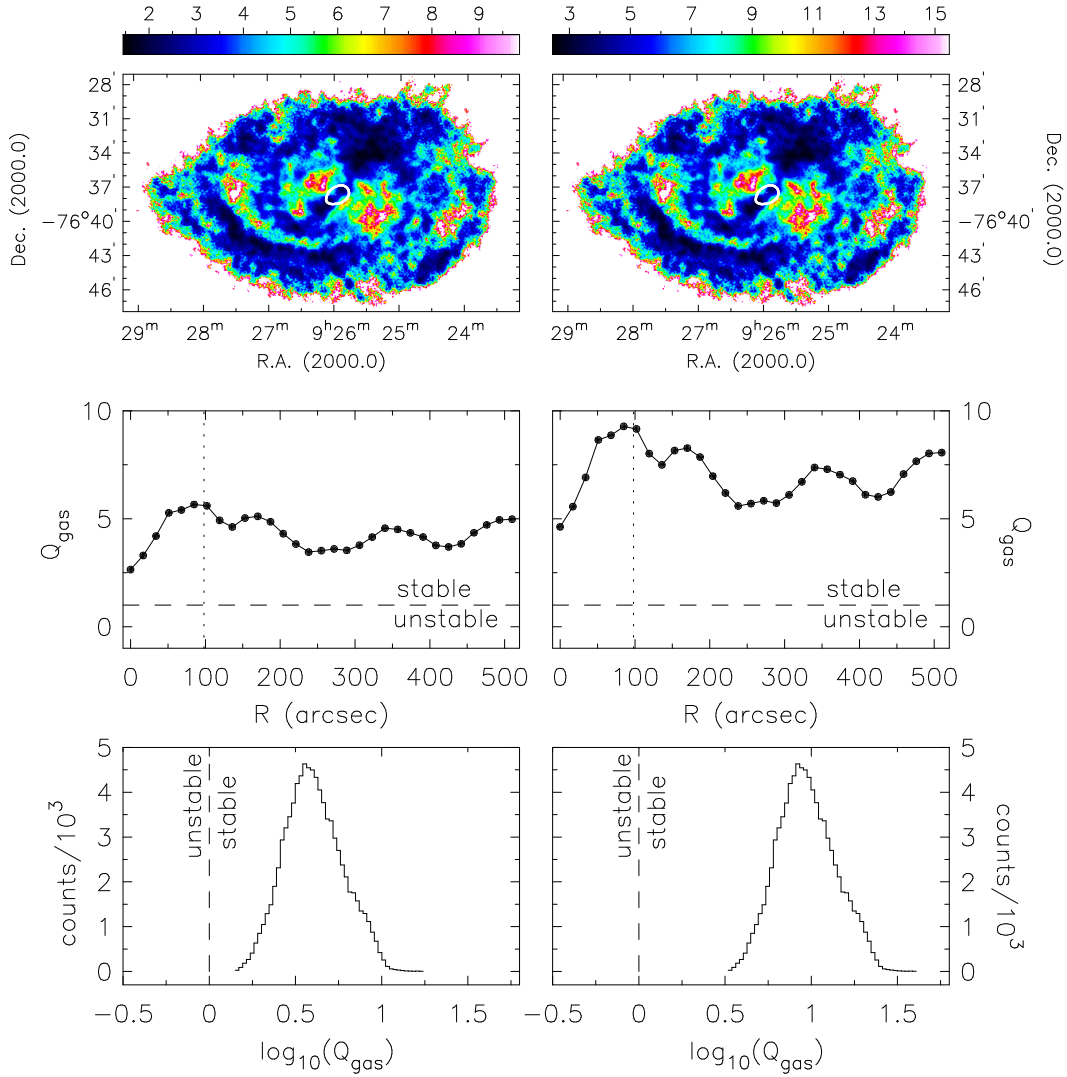 2 3 4 5 6 7 8 9
3 5 7 9 11 13 15
28'
31'
34'
37'
−76°40'
43'
46'
Dec. (2000.0)
28'
31'
34'
37'
−76°40'
43'
46'
Dec. (2000.0)
29m 28m 27m 9h26m 25m 24m
R.A. (2000.0)
29m 28m 27m 9h26m 25m 24m
R.A. (2000.0)
10
5
0
Qgas
stable
unstable
0 100 200 300 400 500
R (arcsec)
10
5
0
Qgas
stable
unstable
0 100 200 300 400 500
R (arcsec)
5
4
3
2
1
0
counts/10³
unstable
stable
−0.5 0 0.5 1 1.5
log10(Qgas)
5
4
3
2
1
0
counts/10³
unstable
stable
−0.5 0 0.5 1 1.5
log10(Qgas)